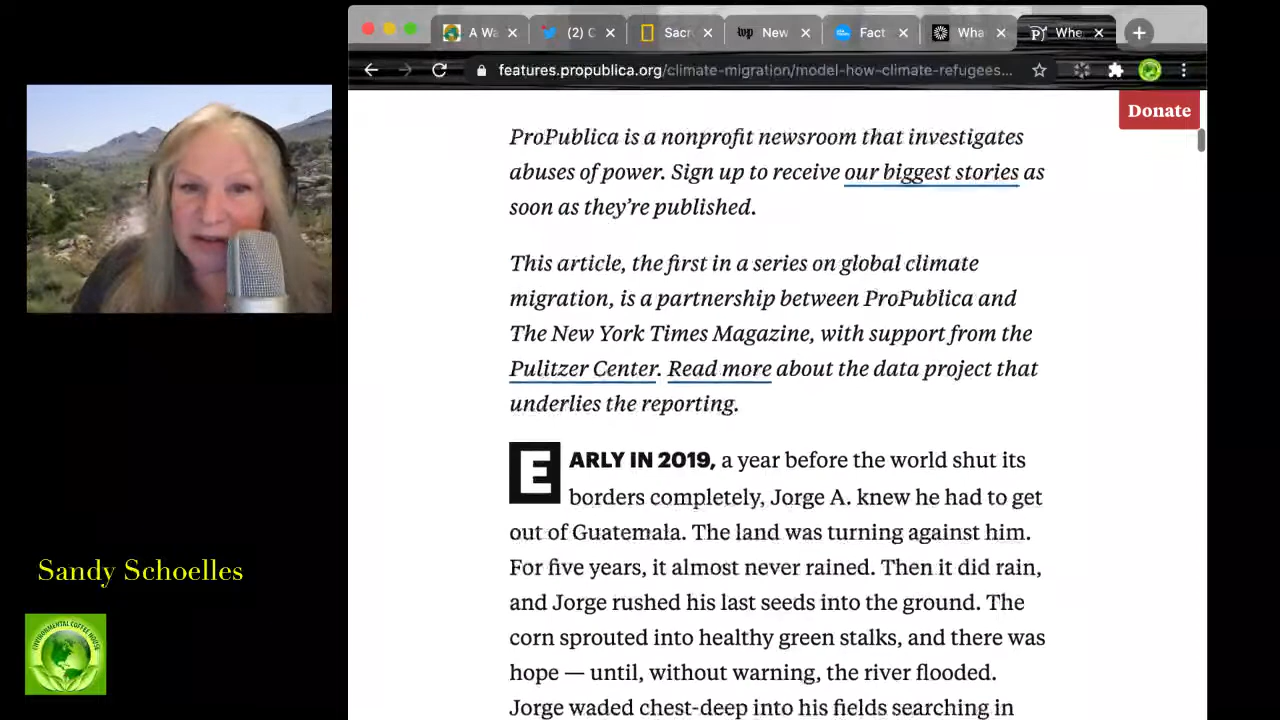 A Wa
(2) C
Sacr
wp New
Fact
Wha
Whe
features.propublica.org/climate-migration/model-how-climate-refugees...
Donate
ProPublica is a nonprofit newsroom that investigates
abuses of power. Sign up to receive our biggest stories as
soon as they're published.
This article, the first in a series on global climate
migration, is a partnership between ProPublica and
The New York Times Magazine, with support from the
Pulitzer Center. Read more about the data project that
underlies the reporting.
EARLY IN 2019, a year before the world shut its
borders completely, Jorge A. knew he had to get
out of Guatemala. The land was turning against him.
For five years, it almost never rained. Then it did rain,
and Jorge rushed his last seeds into the ground. The
corn sprouted into healthy green stalks, and there was
hope — until, without warning, the river flooded.
Jorge waded chest-deep into his fields searching in
Sandy Schoelles
ENVIRONMENTAL COFFEE HOUSE